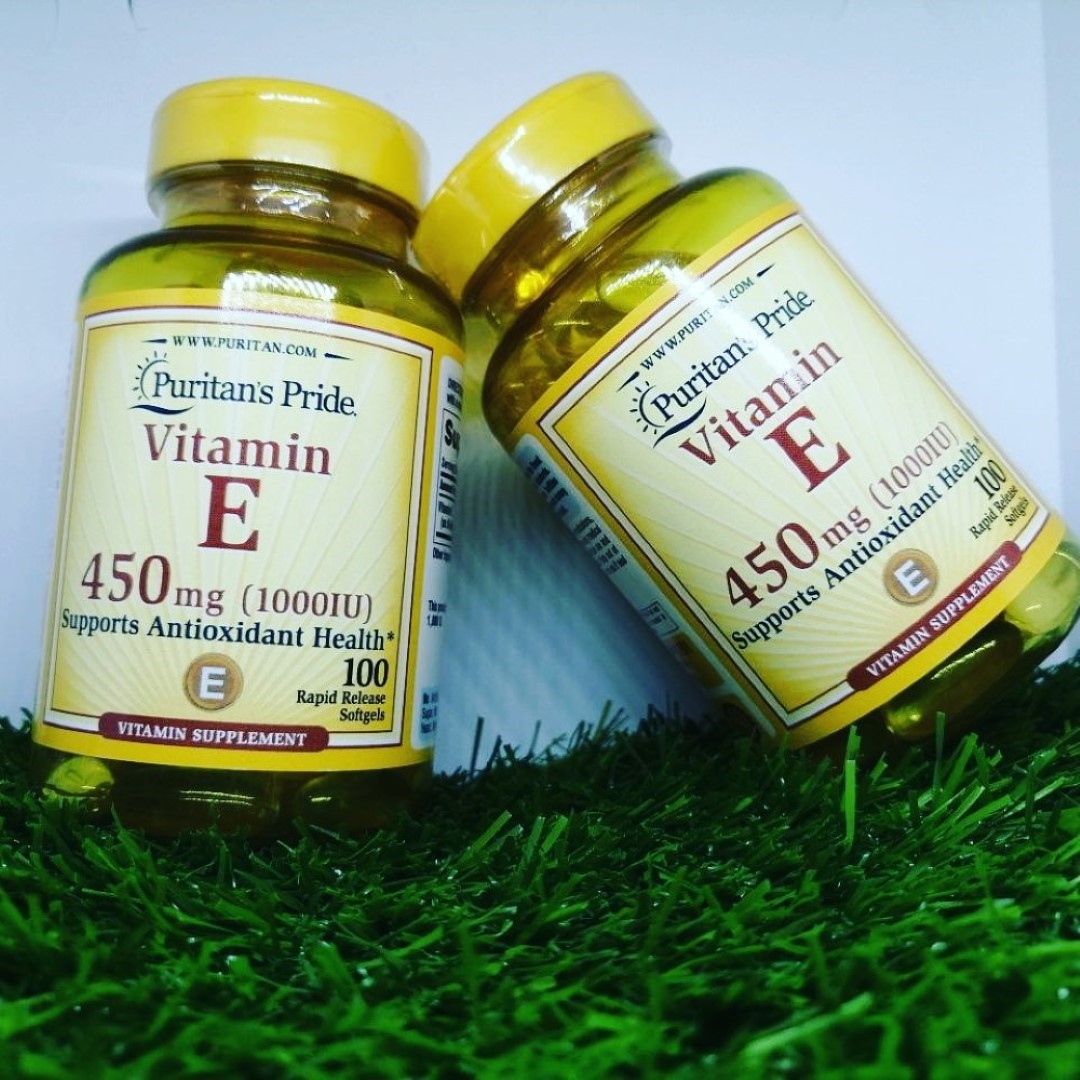 WWW.PURITAN.COM
Puritan's Pride.
Vitamin
E
450mg (1000IU)
Supports Antioxidant Health*
E
100
Rapid Release
Softgels
VITAMIN SUPPLEMENT
WWW.PURITAN.COM
Puritan's Pride.
Vitamin
E
450mg (1000IU)
Supports Antioxidant Health*
100
Rapid Release
Softgels
E
VITAMIN SUPPLEMENT